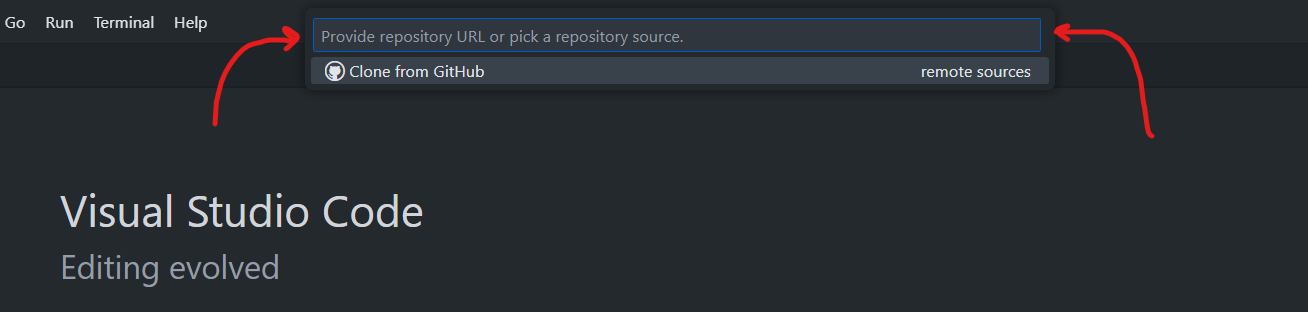 Go Run Terminal Help
Provide repository URL or pick a repository source.
Clone from GitHub remote sources
Visual Studio Code
Editing evolved